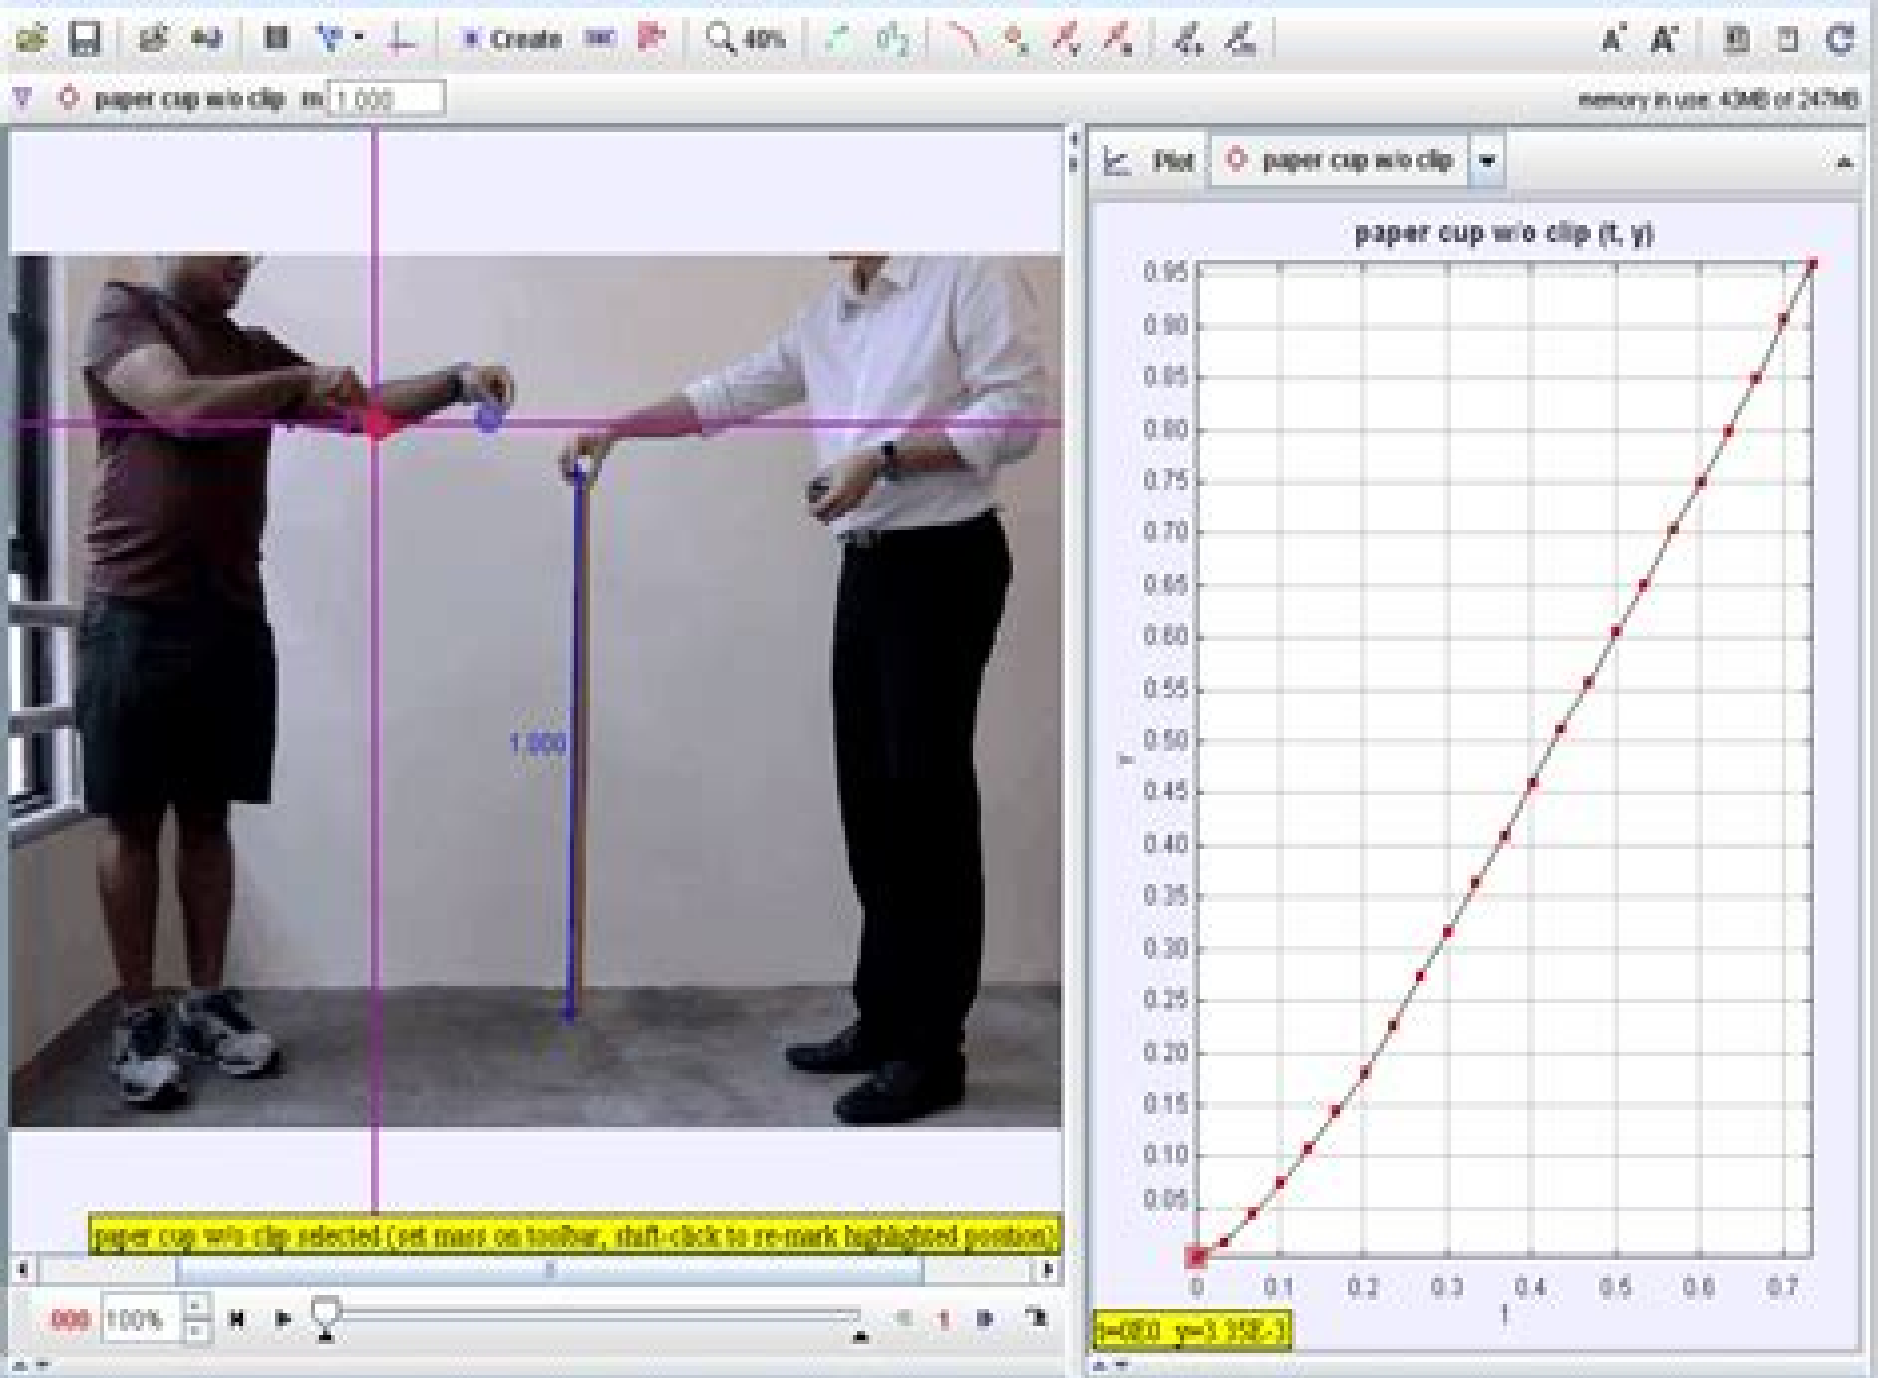 Create
40%
paper cup w/o clip m 1.000
memory in use: 43MB of 247MB
Plot paper cup w/o clip
paper cup w/o clip (t, y)
0.95
0.90
0.85
0.80
0.75
0.70
0.65
0.60
0.55
0.50
0.45
0.40
0.35
0.30
0.25
0.20
0.15
0.10
0.05
y
0 0.1 0.2 0.3 0.4 0.5 0.6 0.7
t
1.000
paper cup w/o clip selected (set mass on toolbar, shift-click to re-mark highlighted position)
000 100% 1
t=0E0 y=3.35E-3